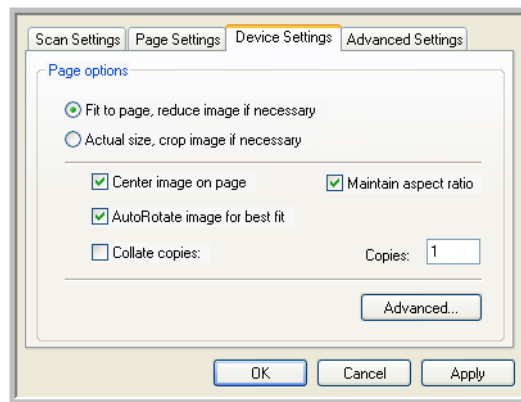 Scan Settings Page Settings Device Settings Advanced Settings
Page options
Fit to page, reduce image if necessary
Actual size, crop image if necessary
Center image on page Maintain aspect ratio
AutoRotate image for best fit
Collate copies: Copies: 1
Advanced...
OK Cancel Apply